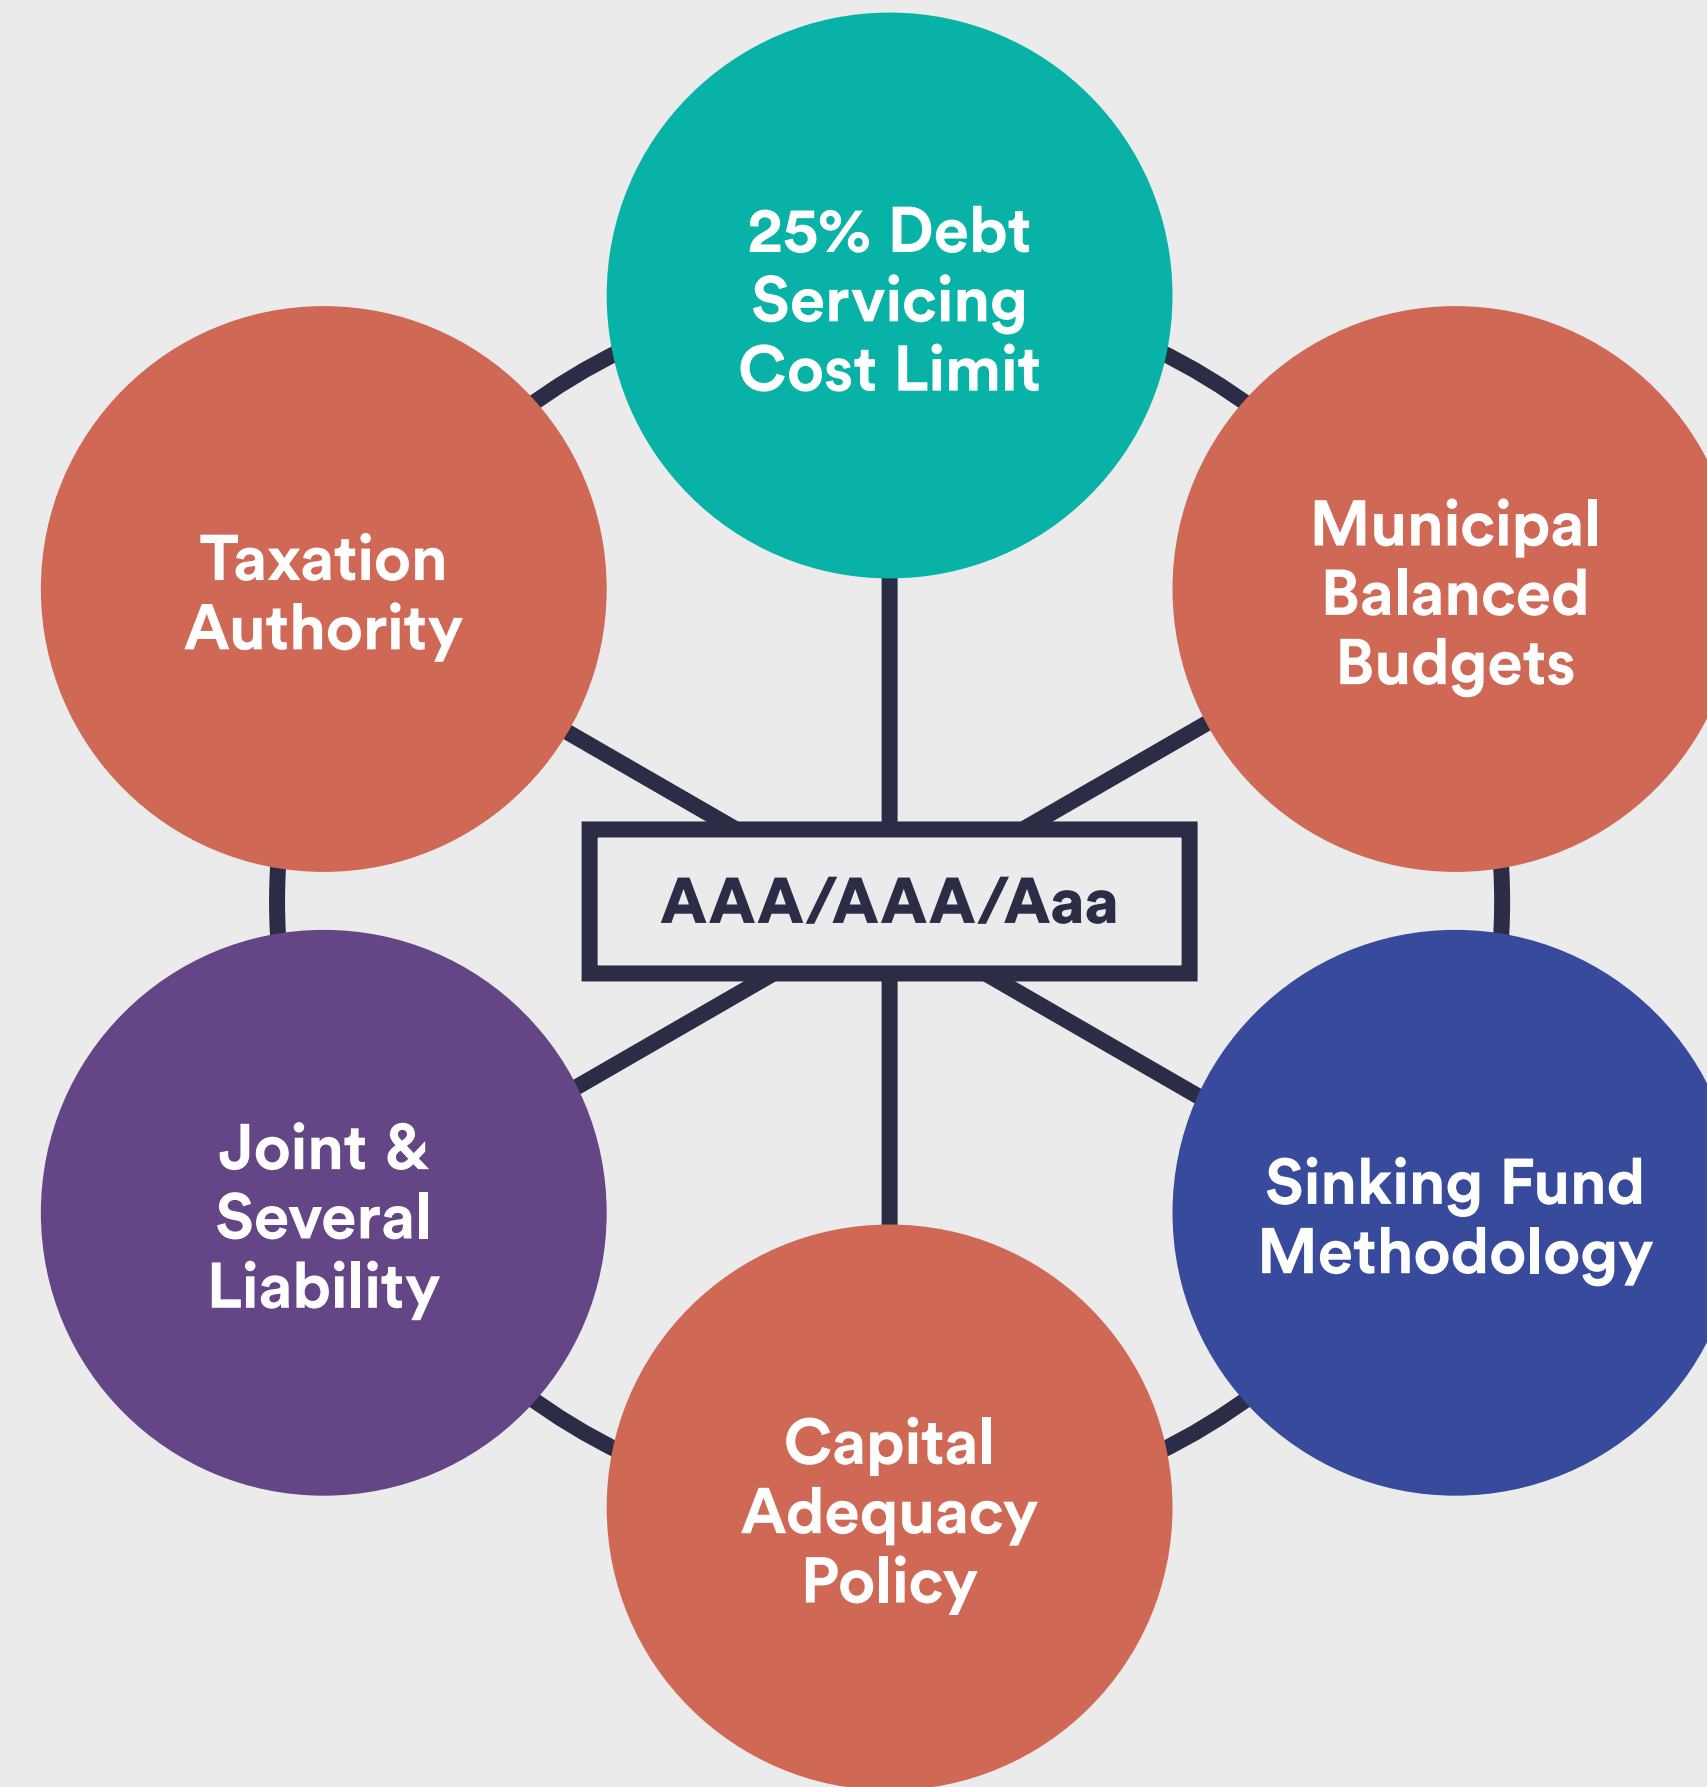 25% Debt
Servicing
Cost Limit
Taxation
Authority
Municipal
Balanced
Budgets
AAA/AAA/Aaa
Joint &
Several
Liability
Sinking Fund
Methodology
Capital
Adequacy
Policy